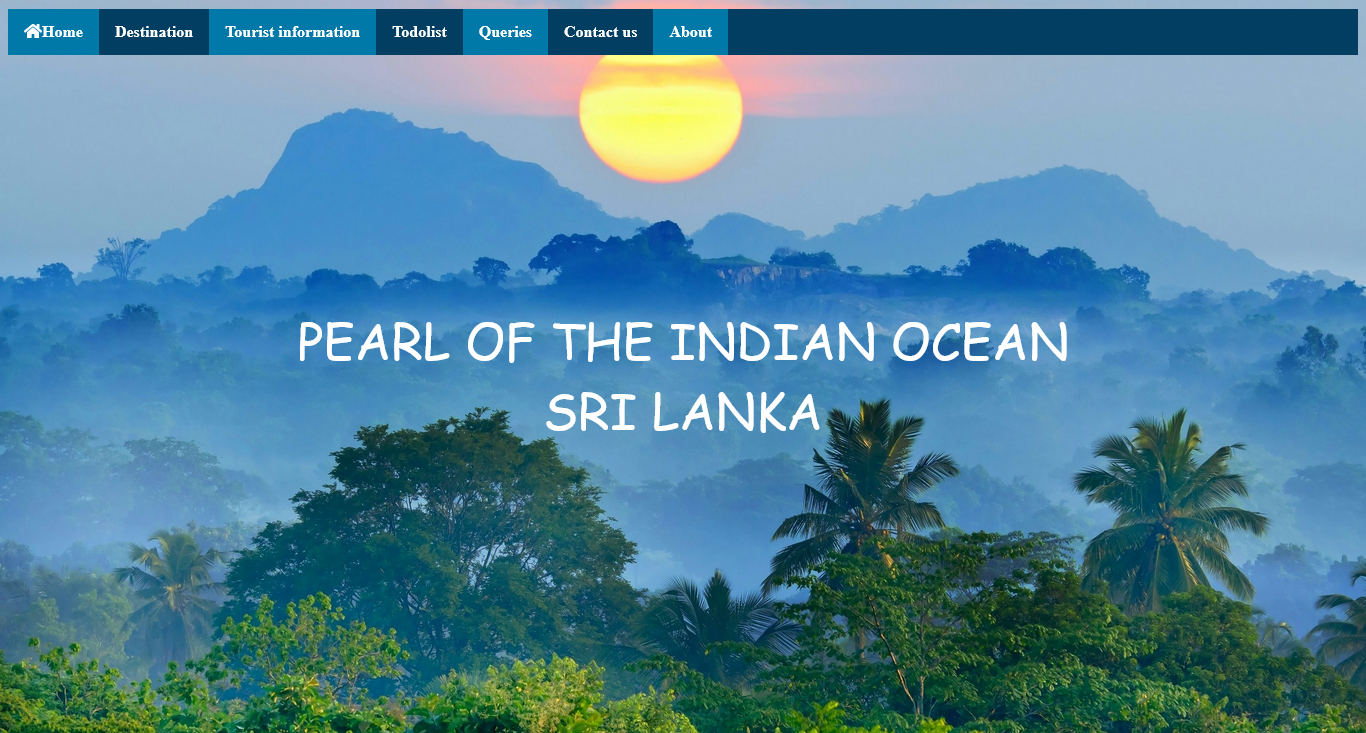 Home Destination Tourist information Todolist Queries Contact us About
PEARL OF THE INDIAN OCEAN
SRI LANKA